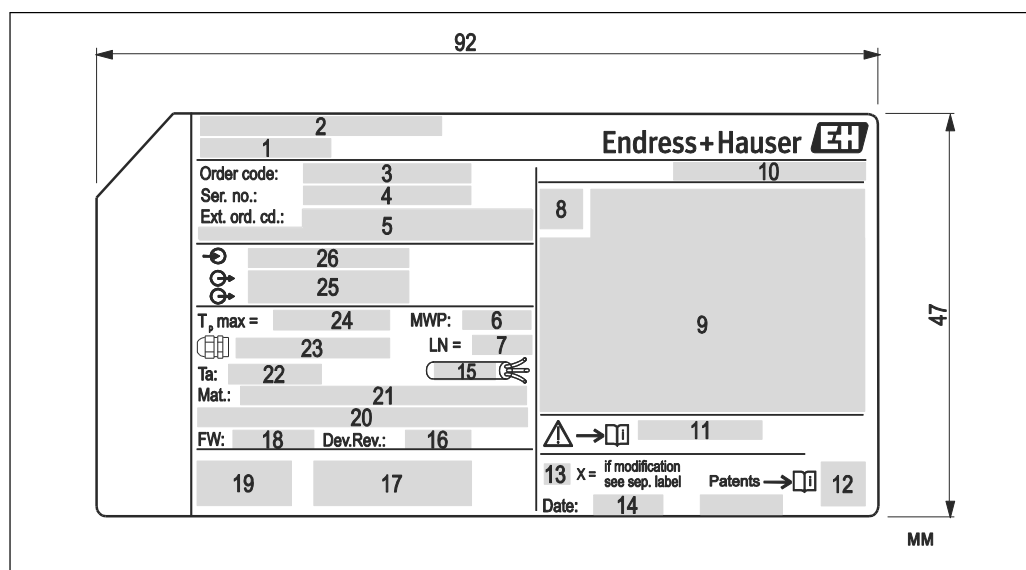 92
2
1
Endress+Hauser EH
Order code: 3
10
Ser. no.: 4
8
Ext. ord. cd.: 5
26
25
9
47
Tp max = 24 MWP: 6
23 LN = 7
Ta: 22 15
Mat.: 21
20
11
FW: 18 Dev.Rev.: 16
19 17
13 X = if modification
see sep. label
Patents 12
Date: 14
MM